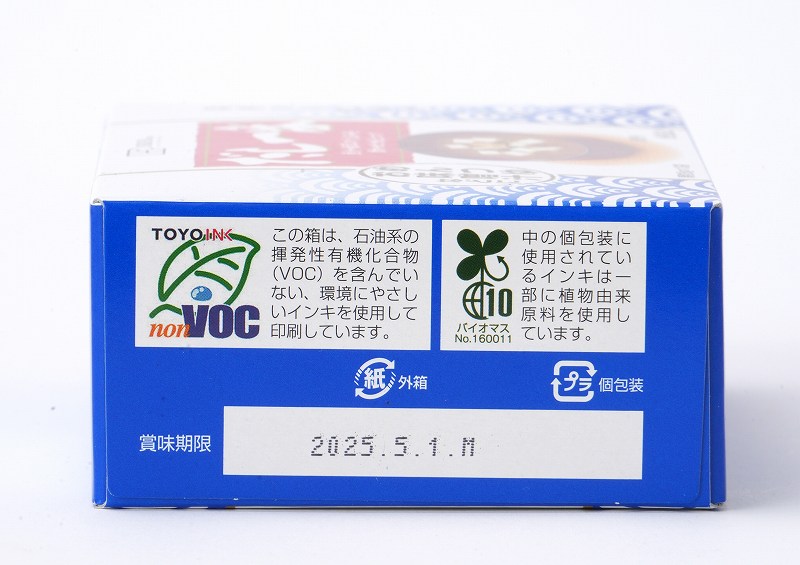 TOYO INK
nonVOC
この箱は、石油系の
揮発性有機化合物
(VOC)を含んでい
ない、環境にやさし
いインキを使用して
印刷しています。
10
バイオマス
No.160011
中の個包装に
使用されてい
るインキは一
部に植物由来
原料を使用し
ています。
紙 外箱
プラ 個包装
賞味期限
2025.5.1.M